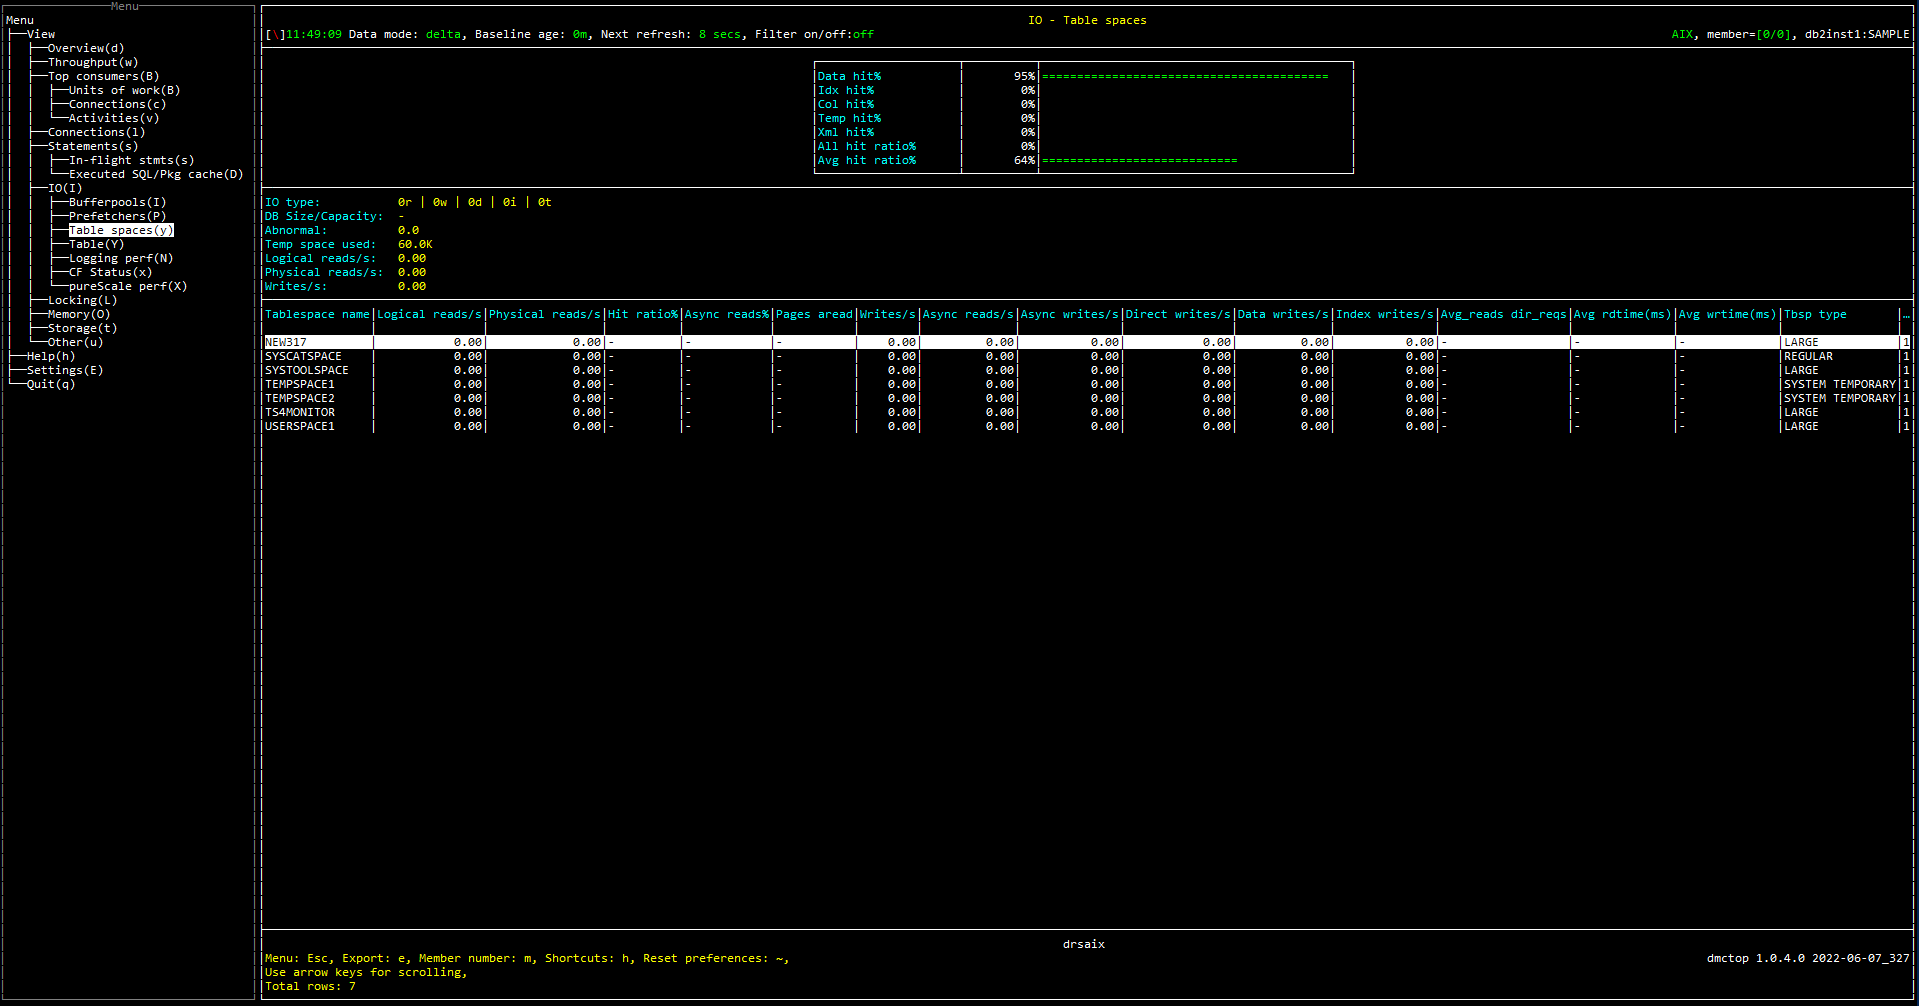 Menu
Menu
View
Overview(d)
Throughput(w)
Top consumers(B)
Units of work(B)
Connections(c)
Activities(v)
Connections(l)
Statements(s)
In-flight stmts(s)
Executed SQL/Pkg cache(D)
IO(I)
Bufferpools(I)
Prefetchers(P)
Table spaces(y)
Table(Y)
Logging perf(N)
CF Status(x)
pureScale perf(X)
Locking(L)
Memory(O)
Storage(t)
Other(u)
Help(h)
Settings(E)
Quit(q)
IO - Table spaces
[\]11:49:09 Data mode: delta, Baseline age: 0m, Next refresh: 8 secs, Filter on/off:off AIX, member=[0/0], db2inst1:SAMPLE
Data hit% 95% =========================================
Idx hit% 0%
Col hit% 0%
Temp hit% 0%
Xml hit% 0%
All hit ratio% 0%
Avg hit ratio% 64% ============================
IO type: 0r | 0w | 0d | 0i | 0t
DB Size/Capacity: -
Abnormal: 0.0
Temp space used: 60.0K
Logical reads/s: 0.00
Physical reads/s: 0.00
Writes/s: 0.00
Tablespace name|Logical reads/s|Physical reads/s|Hit ratio%|Async reads%|Pages aread|Writes/s|Async reads/s|Async writes/s|Direct writes/s|Data writes/s|Index writes/s|Avg_reads dir_reqs|Avg rdtime(ms)|Avg wrtime(ms)|Tbsp type |…
NEW317 | 0.00| 0.00|- |- |- | 0.00| 0.00| 0.00| 0.00| 0.00| 0.00|- |- |- |LARGE |1
SYSCATSPACE | 0.00| 0.00|- |- |- | 0.00| 0.00| 0.00| 0.00| 0.00| 0.00|- |- |- |REGULAR |1
SYSTOOLSPACE | 0.00| 0.00|- |- |- | 0.00| 0.00| 0.00| 0.00| 0.00| 0.00|- |- |- |LARGE |1
TEMPSPACE1 | 0.00| 0.00|- |- |- | 0.00| 0.00| 0.00| 0.00| 0.00| 0.00|- |- |- |SYSTEM TEMPORARY|1
TEMPSPACE2 | 0.00| 0.00|- |- |- | 0.00| 0.00| 0.00| 0.00| 0.00| 0.00|- |- |- |SYSTEM TEMPORARY|1
TS4MONITOR | 0.00| 0.00|- |- |- | 0.00| 0.00| 0.00| 0.00| 0.00| 0.00|- |- |- |LARGE |1
USERSPACE1 | 0.00| 0.00|- |- |- | 0.00| 0.00| 0.00| 0.00| 0.00| 0.00|- |- |- |LARGE |1
drsaix
Menu: Esc, Export: e, Member number: m, Shortcuts: h, Reset preferences: ~, dmctop 1.0.4.0 2022-06-07_327
Use arrow keys for scrolling,
Total rows: 7